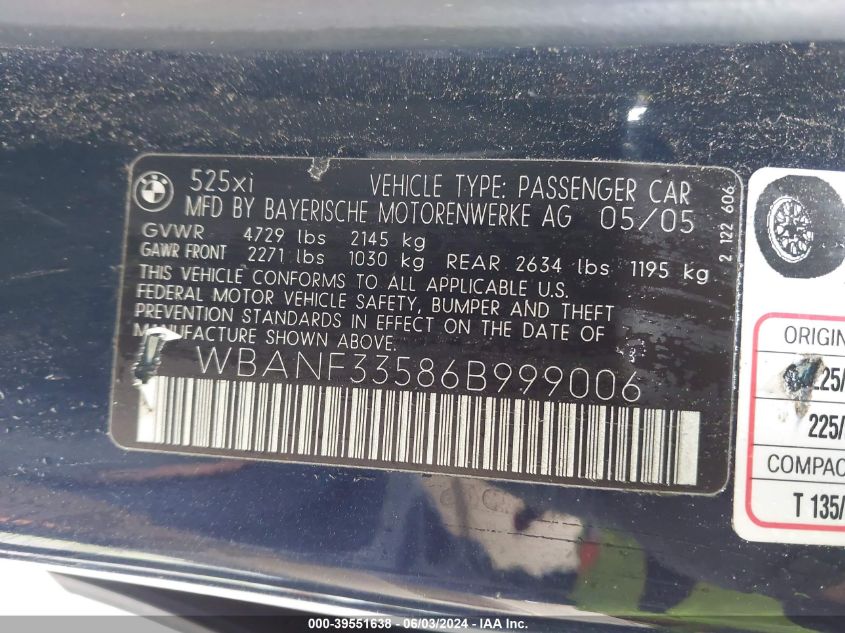 525xi VEHICLE TYPE: PASSENGER CAR
MFD BY BAYERISCHE MOTORENWERKE AG 05/05
GVWR 4729 lbs 2145 kg
GAWR FRONT 2271 lbs 1030 kg REAR 2634 lbs 1195 kg
THIS VEHICLE CONFORMS TO ALL APPLICABLE U.S.
FEDERAL MOTOR VEHICLE SAFETY, BUMPER AND THEFT
PREVENTION STANDARDS IN EFFECT ON THE DATE OF
MANUFACTURE SHOWN ABOVE.
WBANF33586B999006
2 122 606
ORIGIN
225/
225/
COMPAC
T 135/
000-39551638 - 06/03/2024 - IAA Inc.